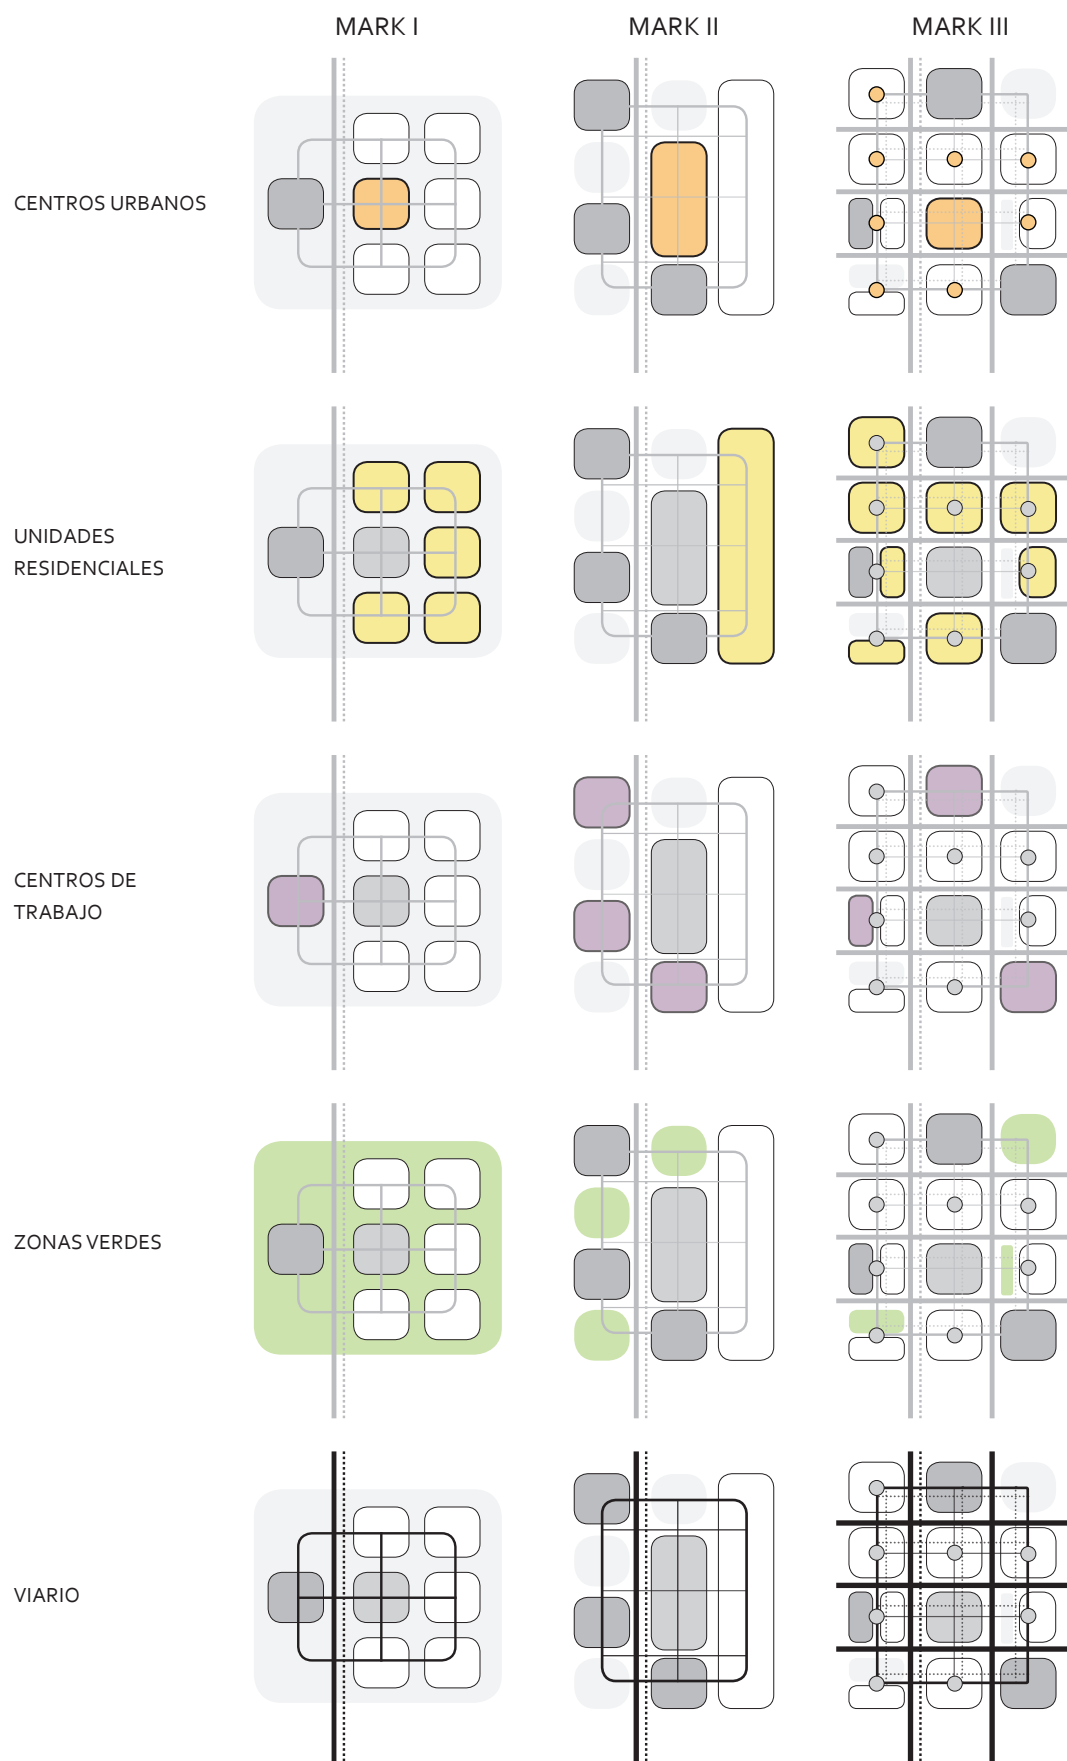 MARK I
MARK II
MARK III
CENTROS URBANOS
UNIDADES
RESIDENCIALES
CENTROS DE
TRABAJO
ZONAS VERDES
VIARIO